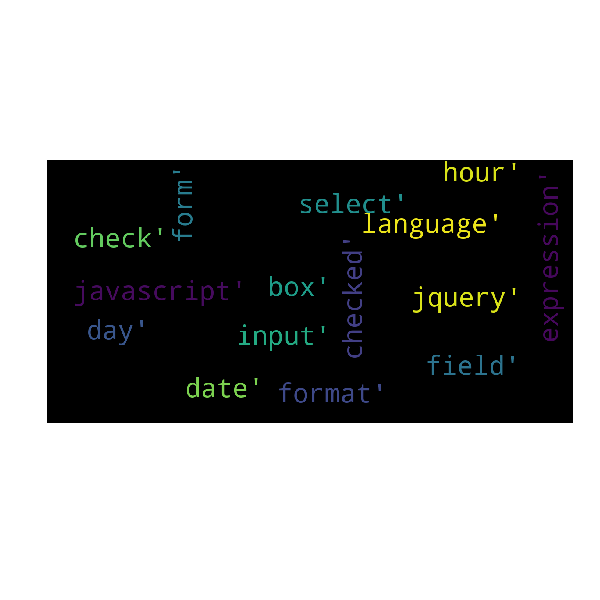 hour'
form'
expression'
select'
language'
check'
checked'
javascript'
box'
jquery'
day'
input'
field'
date'
format'